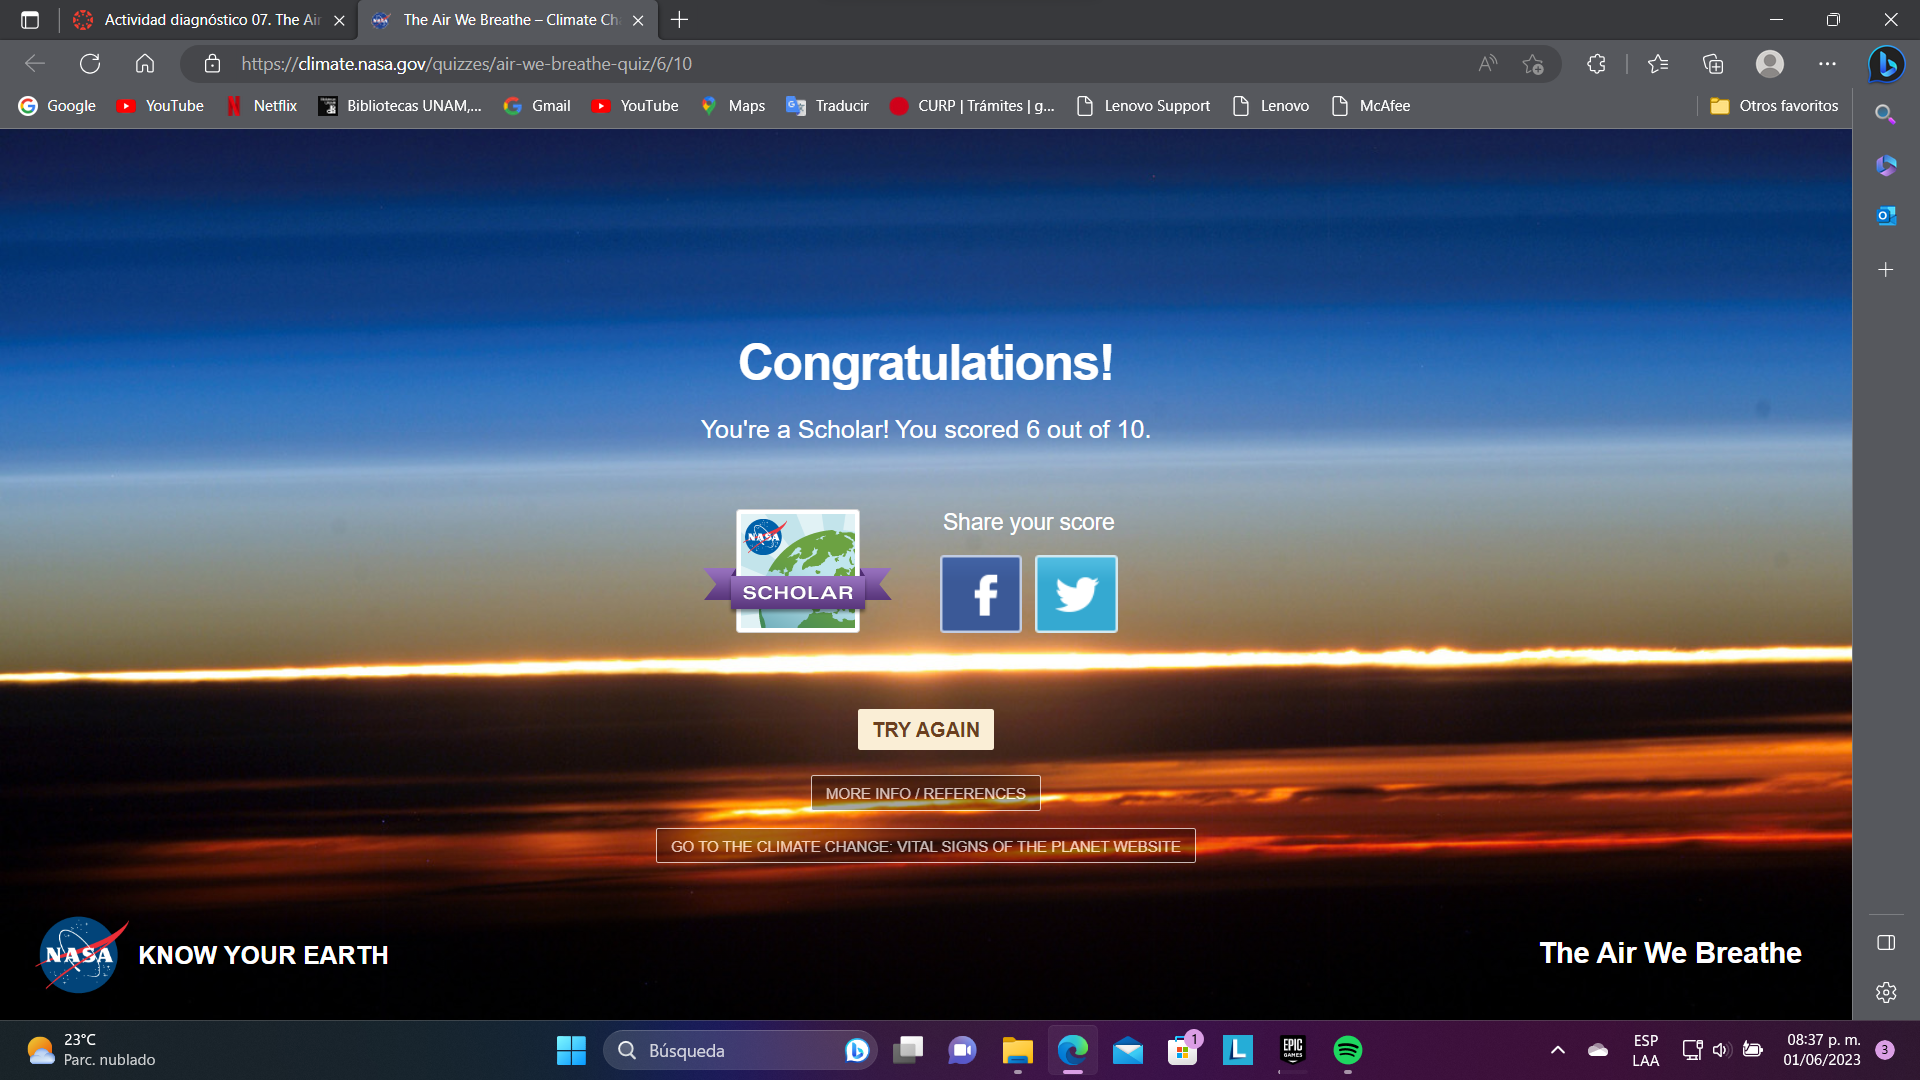 Actividad diagnóstico 07. The Air
The Air We Breathe – Climate Ch
https://climate.nasa.gov/quizzes/air-we-breathe-quiz/6/10
Google
YouTube
Netflix
Bibliotecas UNAM,...
Gmail
YouTube
Maps
Traducir
CURP | Trámites | g...
Lenovo Support
Lenovo
McAfee
Otros favoritos
Congratulations!
You're a Scholar! You scored 6 out of 10.
NASA
SCHOLAR
Share your score
TRY AGAIN
MORE INFO / REFERENCES
GO TO THE CLIMATE CHANGE: VITAL SIGNS OF THE PLANET WEBSITE
NASA
KNOW YOUR EARTH
The Air We Breathe
23°C
Parc. nublado
Búsqueda
1
EPIC
GAMES
ESP
LAA
08:37 p. m.
01/06/2023
3